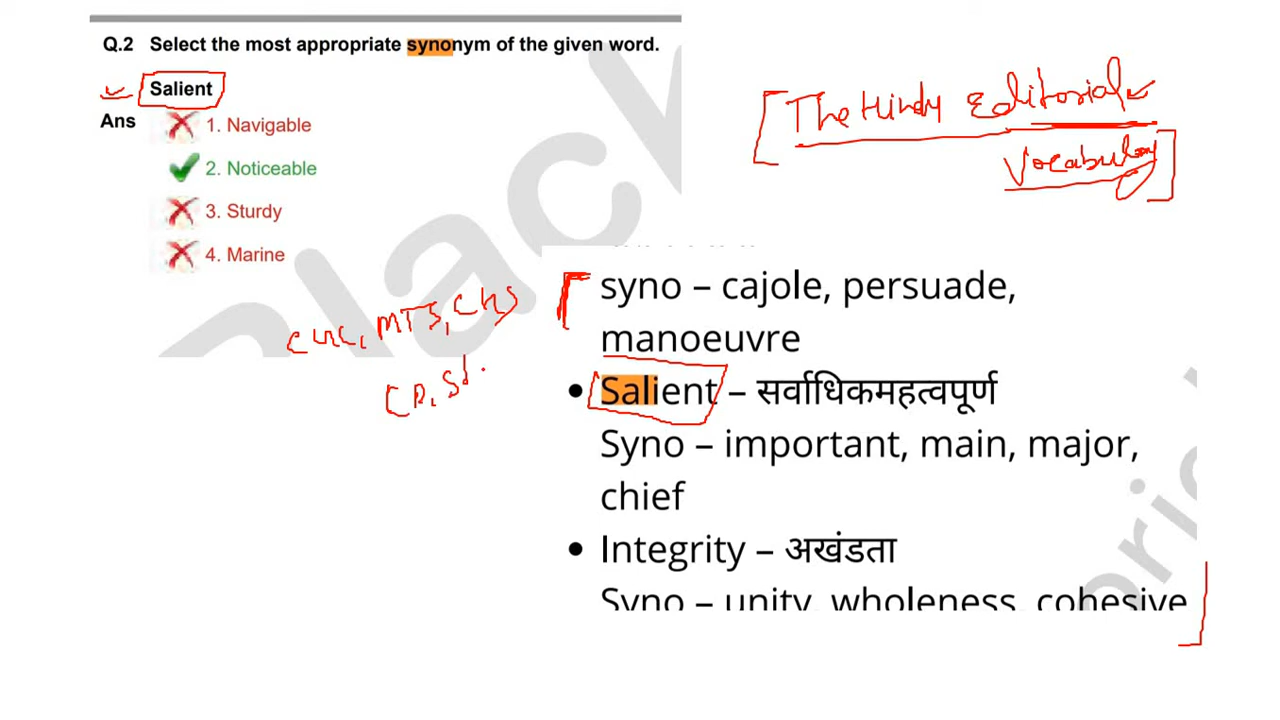 Q.2 Select the most appropriate synonym of the given word.
Salient
Ans 1. Navigable
2. Noticeable
3. Sturdy
4. Marine
The Hindu Editorial
Vocabulary
syno – cajole, persuade,
manoeuvre
• Salient – सर्वाधिकमहत्वपूर्ण
Syno – important, main, major,
chief
• Integrity – अखंडता
Syno – unity, wholeness, cohesive
MTS,